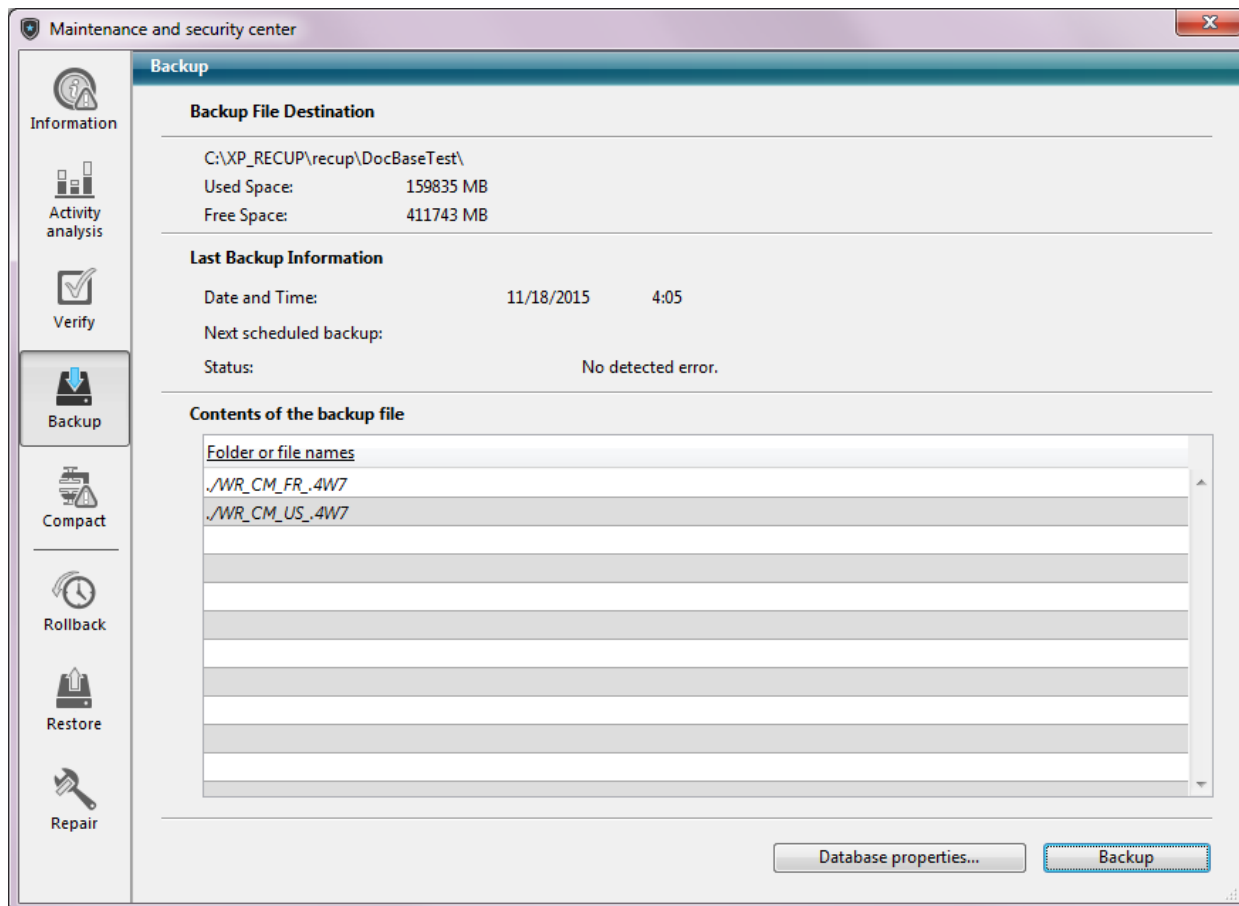 Maintenance and security center
Information
Activity
analysis
Verify
Backup
Compact
Rollback
Restore
Repair
Backup
Backup File Destination
C:\XP_RECUP\recup\DocBaseTest\
Used Space: 159835 MB
Free Space: 411743 MB
Last Backup Information
Date and Time: 11/18/2015 4:05
Next scheduled backup:
Status: No detected error.
Contents of the backup file
Folder or file names
./WR_CM_FR_.4W7
./WR_CM_US_.4W7
Database properties...
Backup